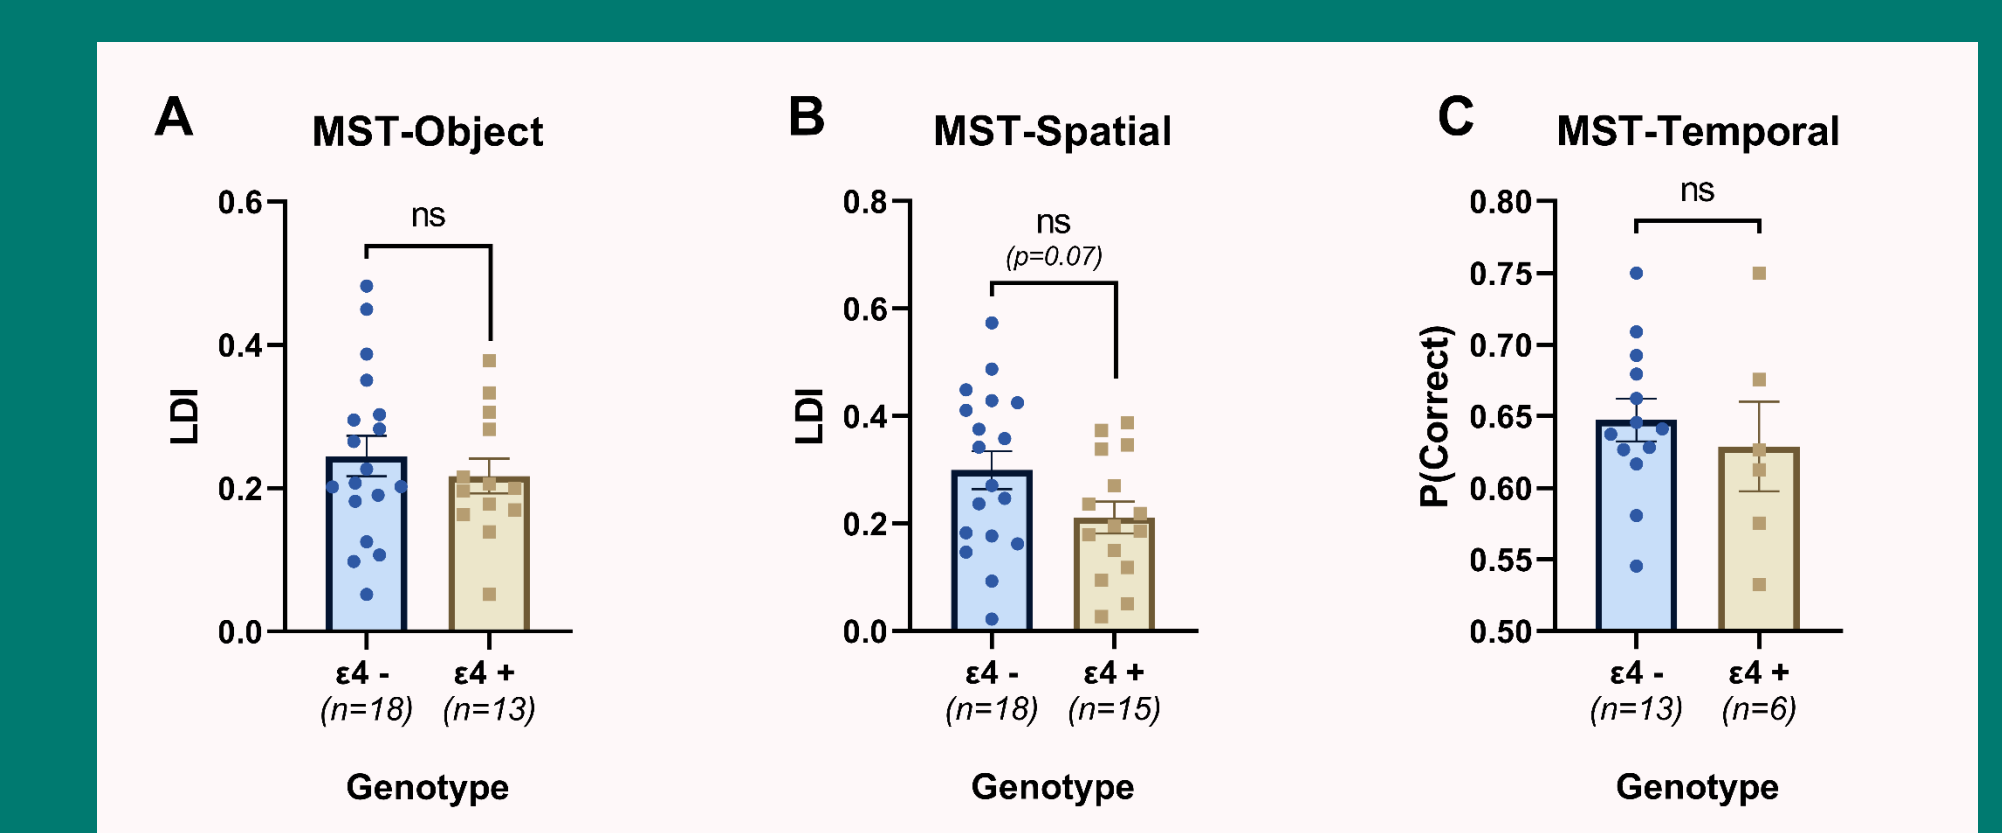 A
MST-Object
0.6
0.4
0.2
0.0
LDI
ns
ε4 -
ε4 +
(n=18)
(n=13)
Genotype
B
MST-Spatial
0.8
0.6
0.4
0.2
0.0
LDI
ns
(p=0.07)
ε4 -
ε4 +
(n=18)
(n=15)
Genotype
C
MST-Temporal
0.80
0.75
0.70
0.65
0.60
0.55
0.50
P(Correct)
ns
ε4 -
ε4 +
(n=13)
(n=6)
Genotype